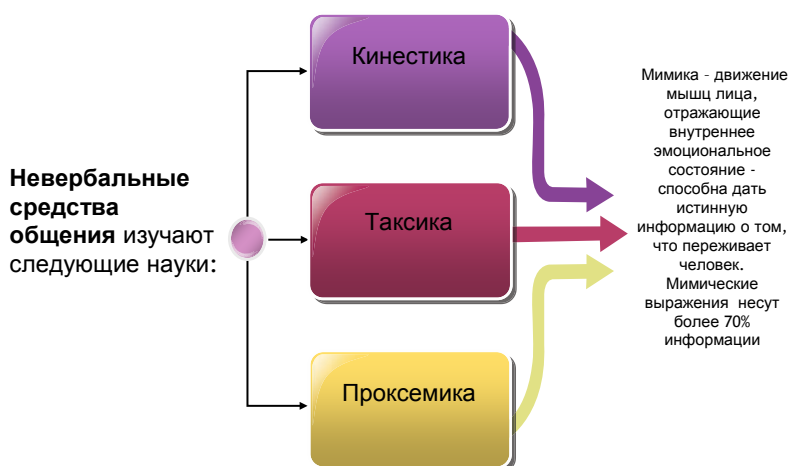 Невербальные
средства
общения изучают
следующие науки:
Кинестика
Таксика
Проксемика
Мимика - движение
мышц лица,
отражающие
внутреннее
эмоциональное
состояние -
способна дать
истинную
информацию о том,
что переживает
человек.
Мимические
выражения несут
более 70%
информации